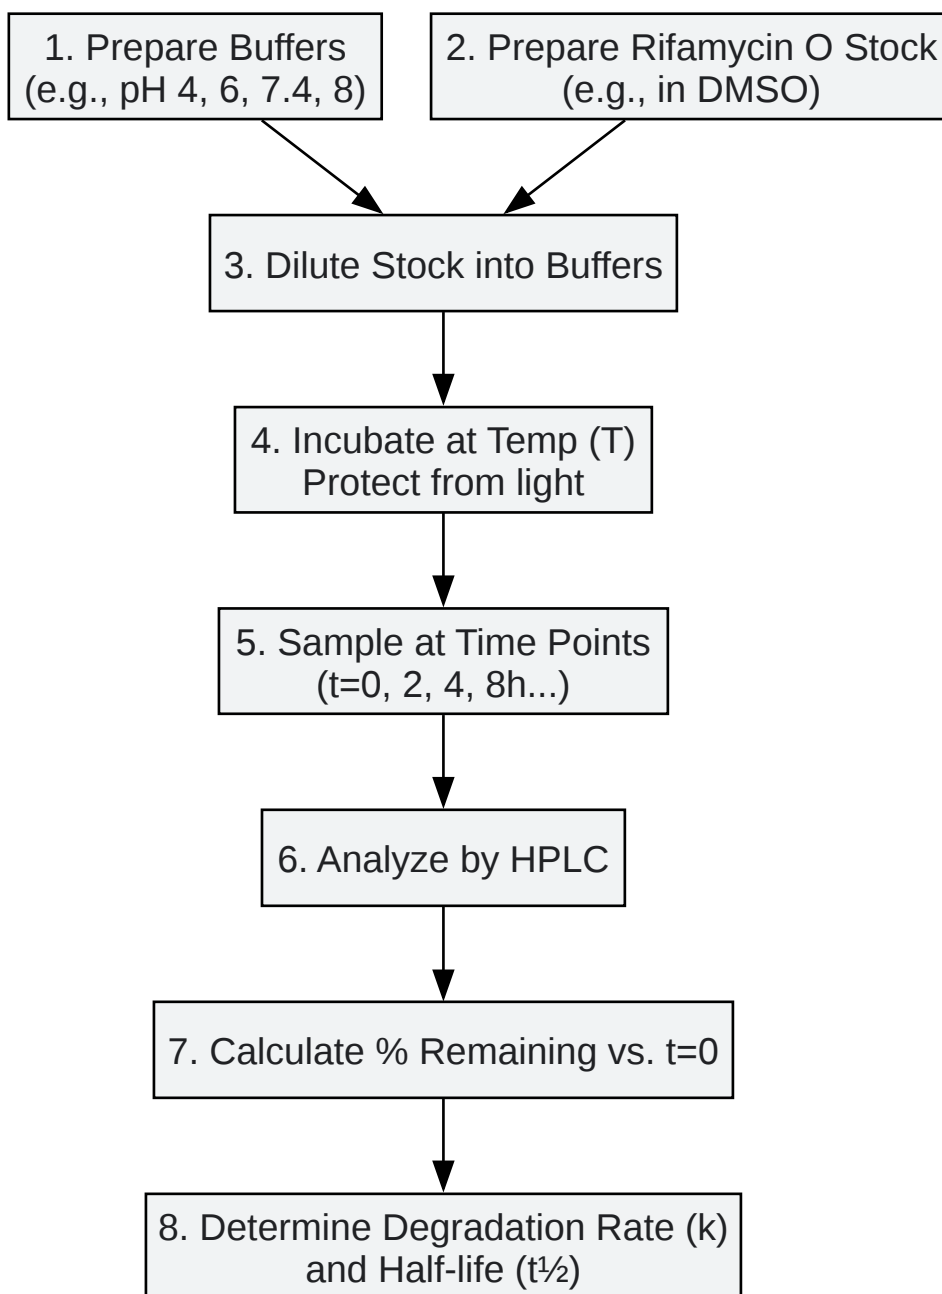 1. Prepare Buffers
(e.g., pH 4, 6, 7.4, 8)
2. Prepare Rifamycin O Stock
(e.g., in DMSO)
3. Dilute Stock into Buffers
4. Incubate at Temp (T)
Protect from light
5. Sample at Time Points
(t=0, 2, 4, 8h...)
6. Analyze by HPLC
7. Calculate % Remaining vs. t=0
8. Determine Degradation Rate (k)
and Half-life (t½)